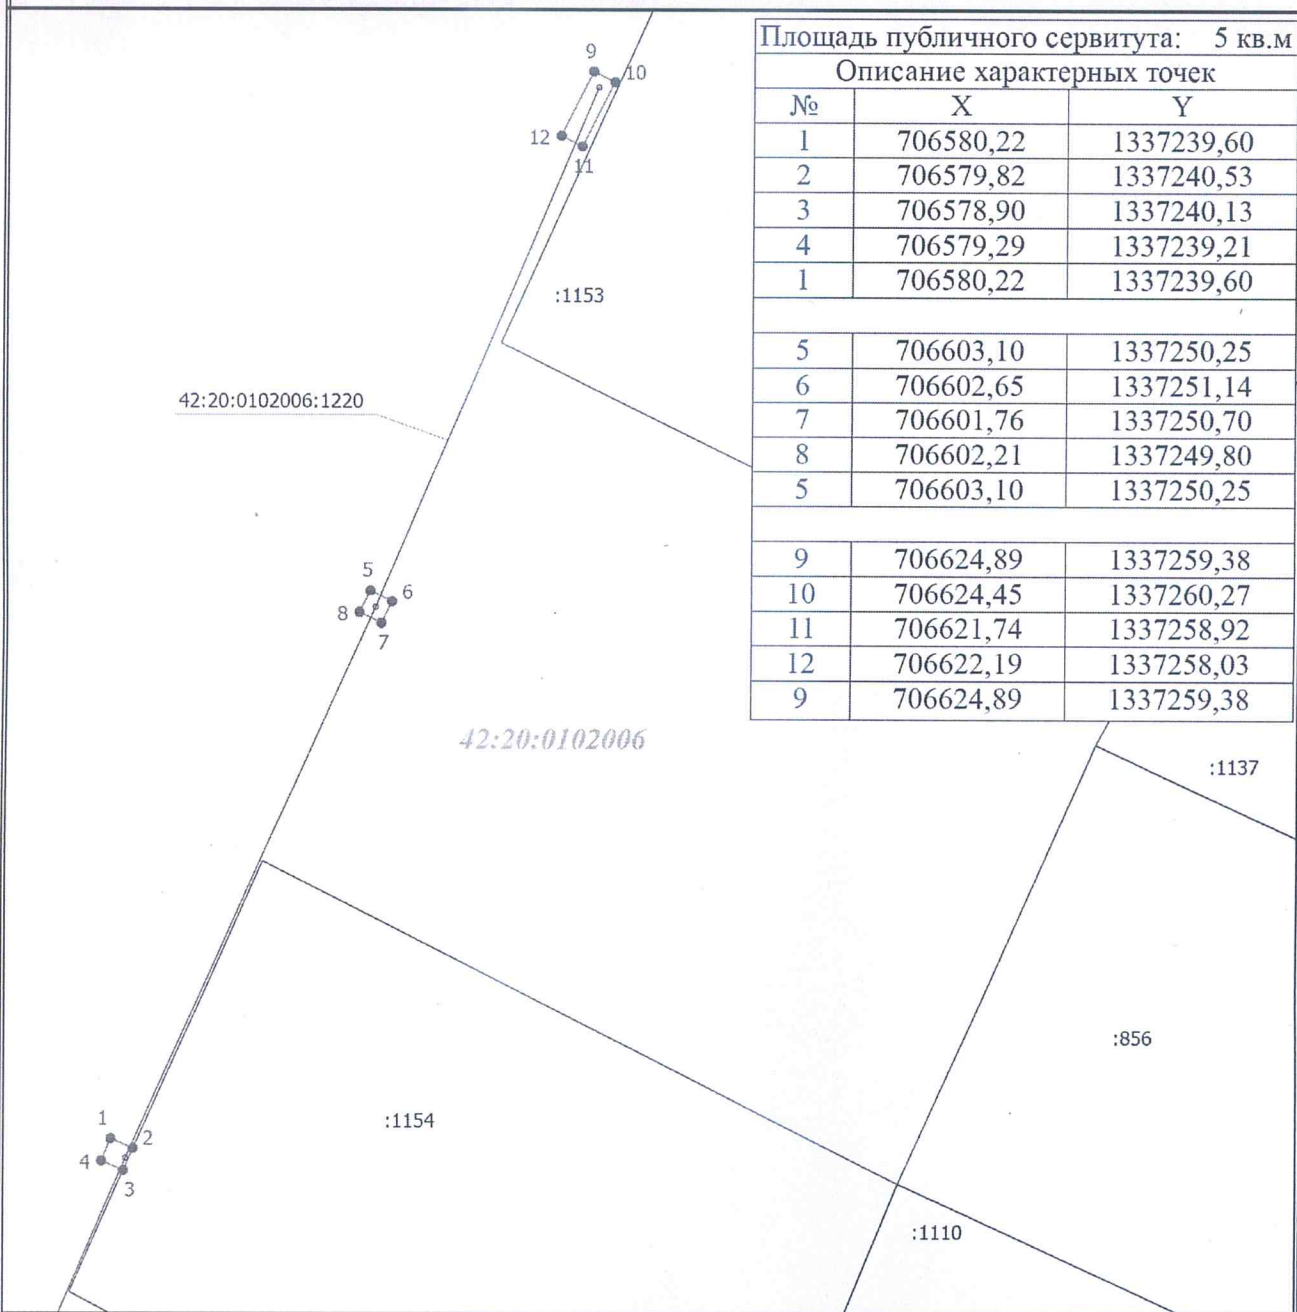 Площадь публичного сервитута: 5 кв.м
Описание характерных точек
№ X Y
1 706580,22 1337239,60
2 706579,82 1337240,53
3 706578,90 1337240,13
4 706579,29 1337239,21
1 706580,22 1337239,60
5 706603,10 1337250,25
6 706602,65 1337251,14
7 706601,76 1337250,70
8 706602,21 1337249,80
5 706603,10 1337250,25
9 706624,89 1337259,38
10 706624,45 1337260,27
11 706621,74 1337258,92
12 706622,19 1337258,03
9 706624,89 1337259,38
9
10
12
11
:1153
42:20:0102006:1220
5
6
8
7
42:20:0102006
:1137
:856
:1154
1
2
4
3
:1110